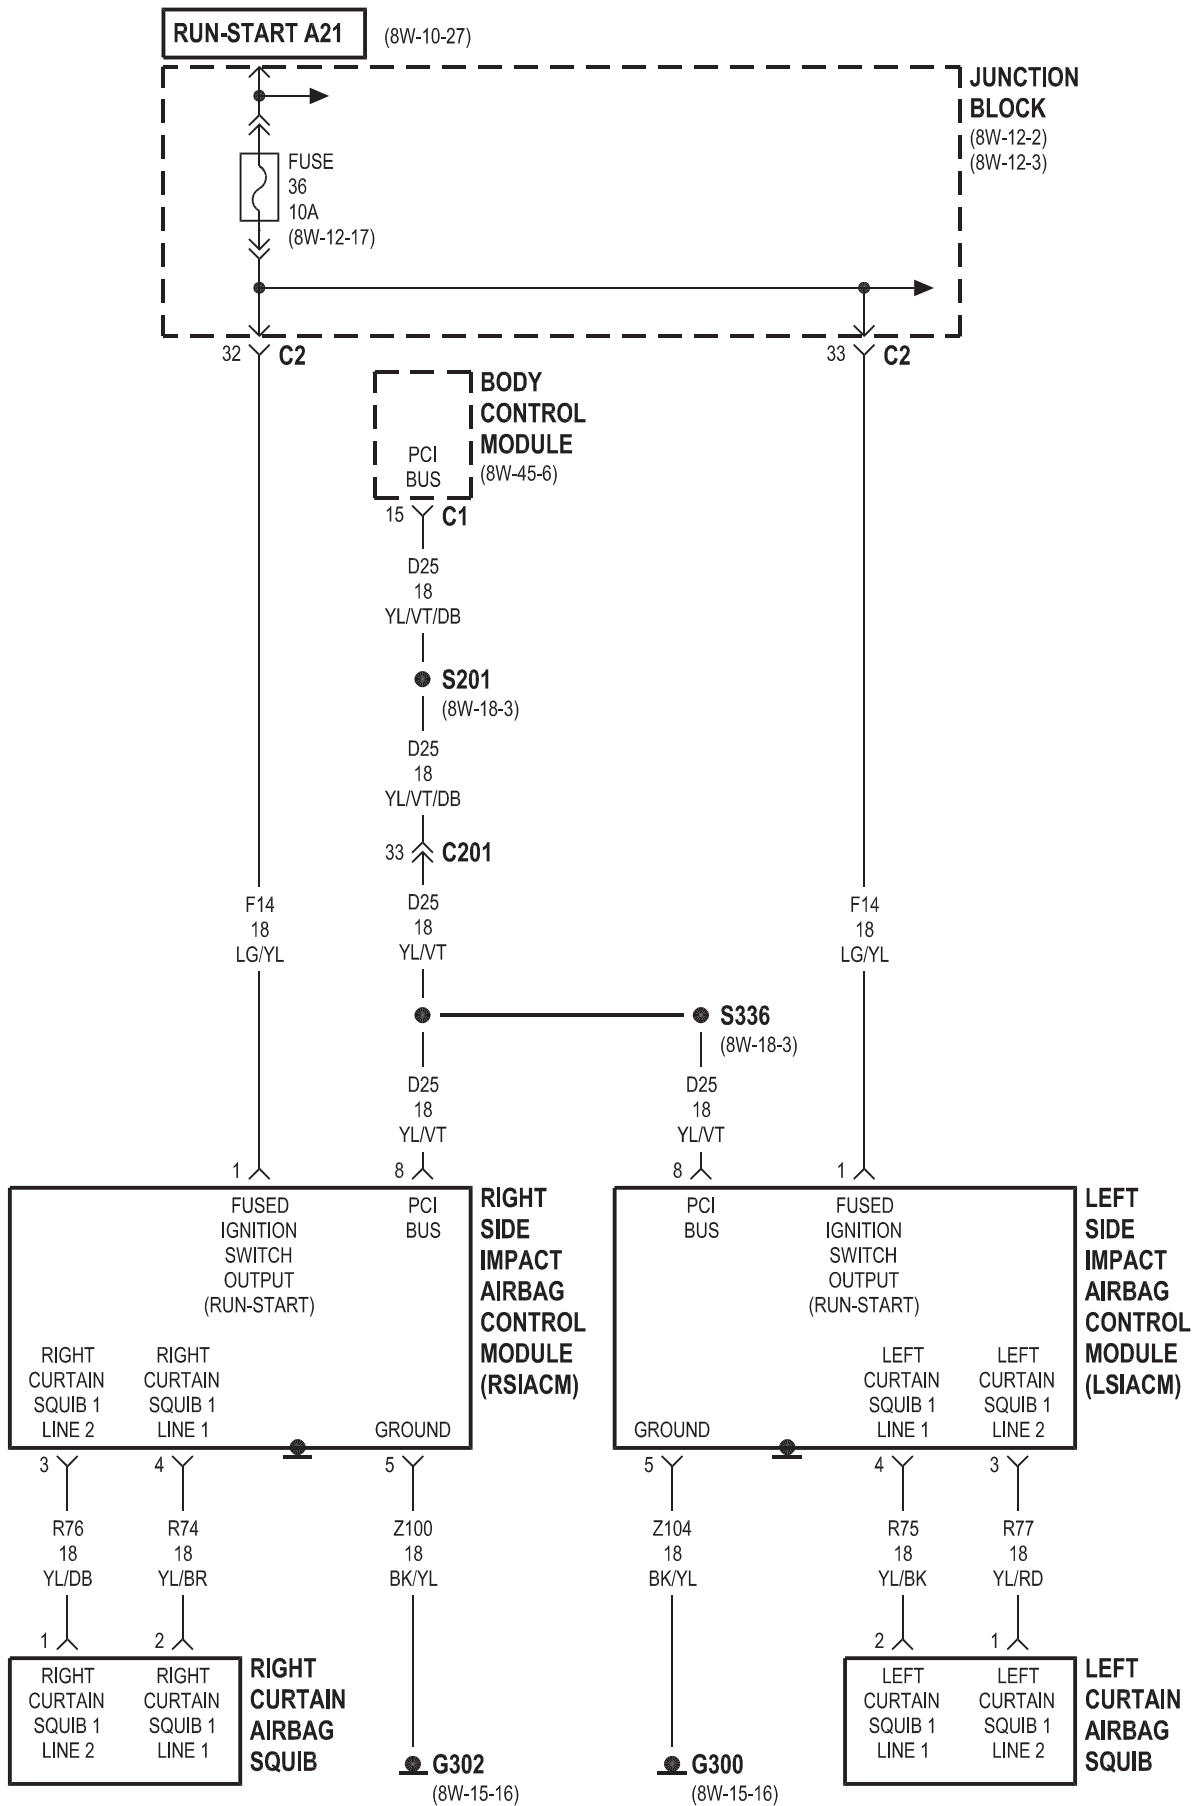 RUN-START A21
(8W-10-27)
JUNCTION
BLOCK
(8W-12-2)
(8W-12-3)
FUSE
36
10A
(8W-12-17)
32
C2
33
C2
BODY
CONTROL
MODULE
(8W-45-6)
PCI
BUS
15
C1
D25
18
YL/VT/DB
S201
(8W-18-3)
D25
18
YL/VT/DB
33
C201
F14
18
LG/YL
D25
18
YL/VT
F14
18
LG/YL
S336
(8W-18-3)
D25
18
YL/VT
D25
18
YL/VT
1
8
8
1
FUSED
IGNITION
SWITCH
OUTPUT
(RUN-START)
PCI
BUS
RIGHT
SIDE
IMPACT
AIRBAG
CONTROL
MODULE
(RSIACM)
RIGHT
CURTAIN
SQUIB 1
LINE 2
RIGHT
CURTAIN
SQUIB 1
LINE 1
GROUND
PCI
BUS
FUSED
IGNITION
SWITCH
OUTPUT
(RUN-START)
LEFT
SIDE
IMPACT
AIRBAG
CONTROL
MODULE
(LSIACM)
GROUND
LEFT
CURTAIN
SQUIB 1
LINE 1
LEFT
CURTAIN
SQUIB 1
LINE 2
3
4
5
5
4
3
R76
18
YL/DB
R74
18
YL/BR
Z100
18
BK/YL
Z104
18
BK/YL
R75
18
YL/BK
R77
18
YL/RD
1
2
2
1
RIGHT
CURTAIN
SQUIB 1
LINE 2
RIGHT
CURTAIN
SQUIB 1
LINE 1
RIGHT
CURTAIN
AIRBAG
SQUIB
G302
(8W-15-16)
G300
(8W-15-16)
LEFT
CURTAIN
SQUIB 1
LINE 1
LEFT
CURTAIN
SQUIB 1
LINE 2
LEFT
CURTAIN
AIRBAG
SQUIB